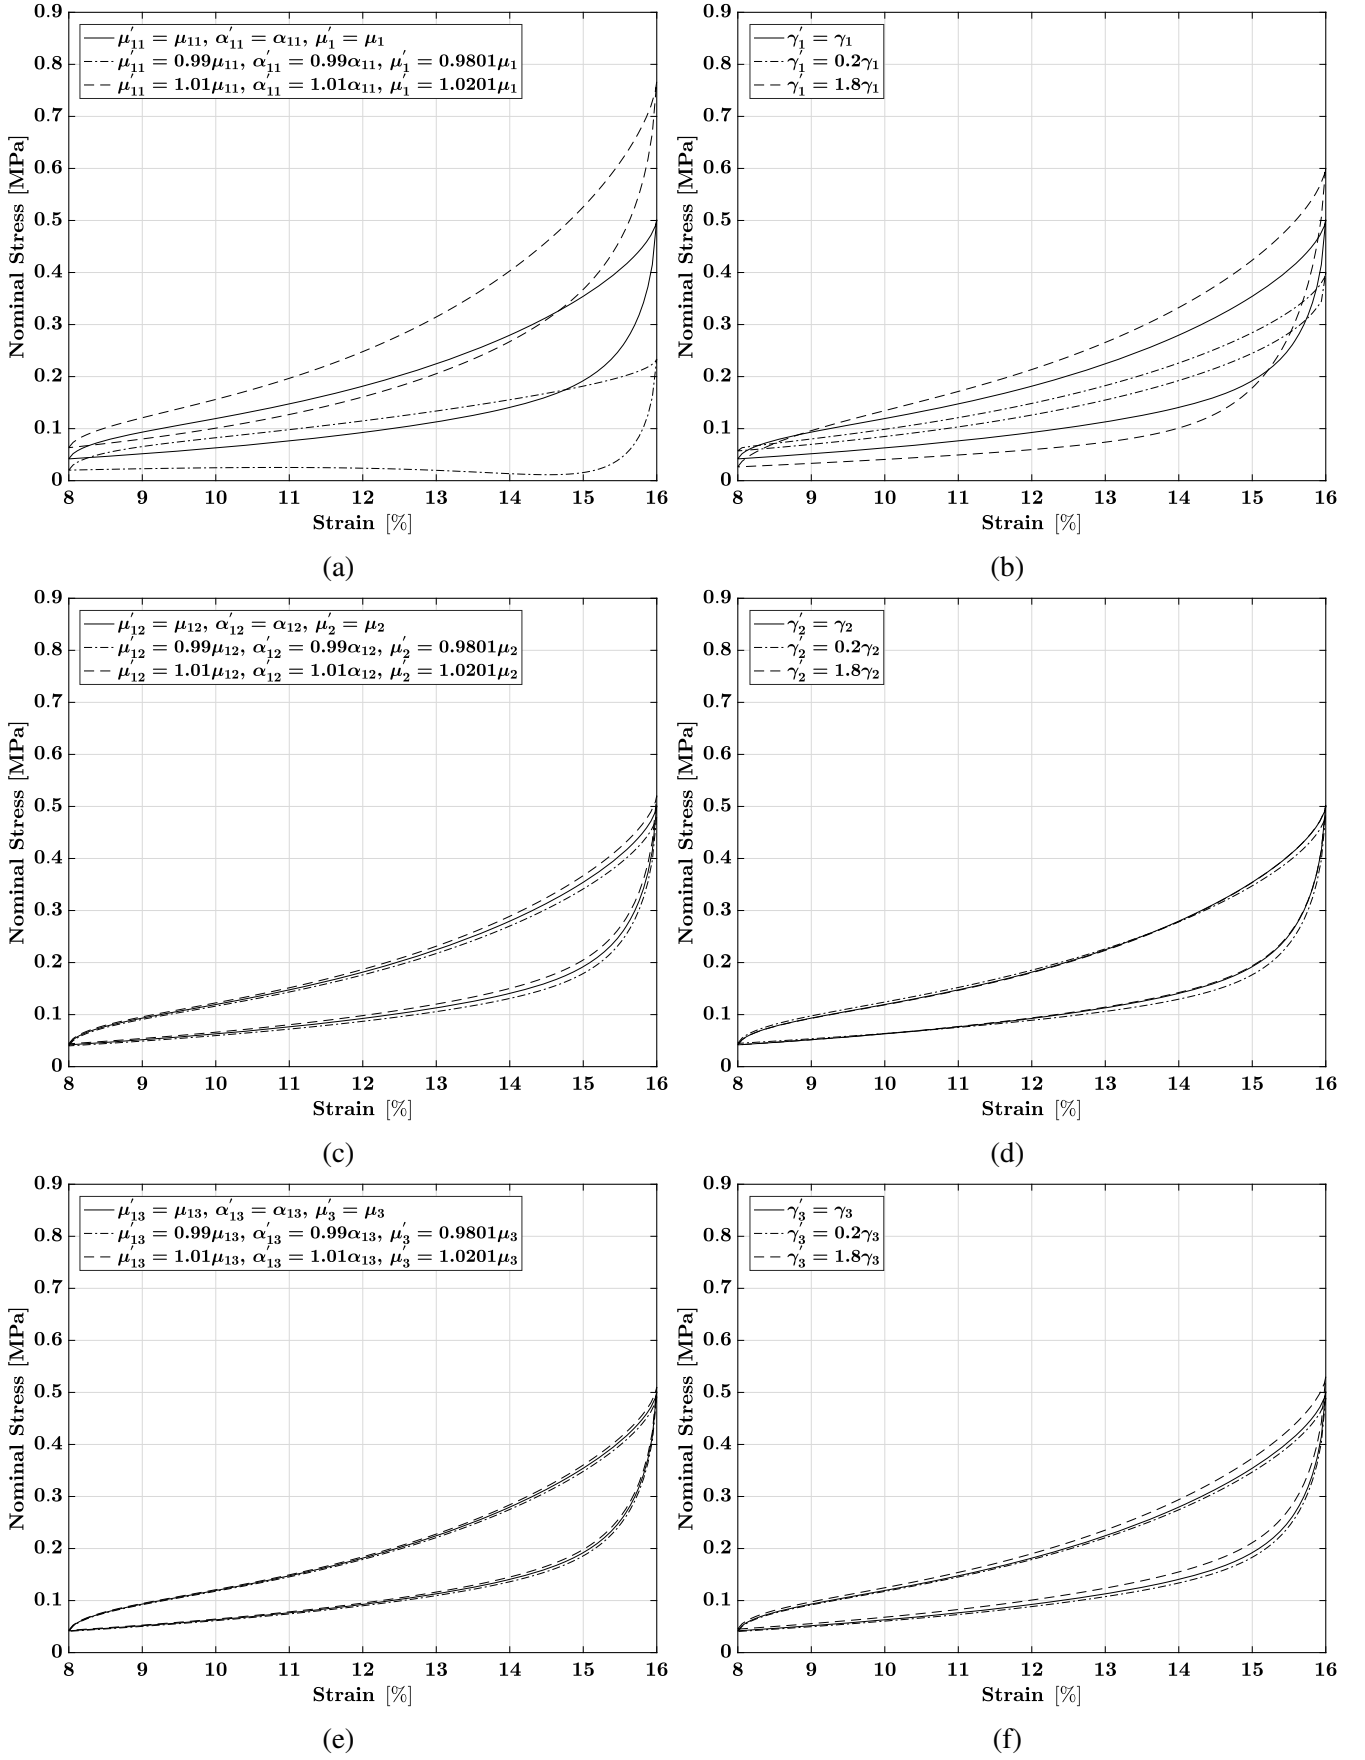 0.9
0.8
0.7
0.6
0.5
0.4
0.3
0.2
0.1
0
Nominal Stress [MPa]
μ′₁₁ = μ₁₁, α′₁₁ = α₁₁, μ′₁ = μ₁
μ′₁₁ = 0.99μ₁₁, α′₁₁ = 0.99α₁₁, μ′₁ = 0.9801μ₁
μ′₁₁ = 1.01μ₁₁, α′₁₁ = 1.01α₁₁, μ′₁ = 1.0201μ₁
8 9 10 11 12 13 14 15 16
Strain [%]
(a)
0.9
0.8
0.7
0.6
0.5
0.4
0.3
0.2
0.1
0
Nominal Stress [MPa]
γ′₁ = γ₁
γ′₁ = 0.2γ₁
γ′₁ = 1.8γ₁
8 9 10 11 12 13 14 15 16
Strain [%]
(b)
0.9
0.8
0.7
0.6
0.5
0.4
0.3
0.2
0.1
0
Nominal Stress [MPa]
μ′₁₂ = μ₁₂, α′₁₂ = α₁₂, μ′₂ = μ₂
μ′₁₂ = 0.99μ₁₂, α′₁₂ = 0.99α₁₂, μ′₂ = 0.9801μ₂
μ′₁₂ = 1.01μ₁₂, α′₁₂ = 1.01α₁₂, μ′₂ = 1.0201μ₂
8 9 10 11 12 13 14 15 16
Strain [%]
(c)
0.9
0.8
0.7
0.6
0.5
0.4
0.3
0.2
0.1
0
Nominal Stress [MPa]
γ′₂ = γ₂
γ′₂ = 0.2γ₂
γ′₂ = 1.8γ₂
8 9 10 11 12 13 14 15 16
Strain [%]
(d)
0.9
0.8
0.7
0.6
0.5
0.4
0.3
0.2
0.1
0
Nominal Stress [MPa]
μ′₁₃ = μ₁₃, α′₁₃ = α₁₃, μ′₃ = μ₃
μ′₁₃ = 0.99μ₁₃, α′₁₃ = 0.99α₁₃, μ′₃ = 0.9801μ₃
μ′₁₃ = 1.01μ₁₃, α′₁₃ = 1.01α₁₃, μ′₃ = 1.0201μ₃
8 9 10 11 12 13 14 15 16
Strain [%]
(e)
0.9
0.8
0.7
0.6
0.5
0.4
0.3
0.2
0.1
0
Nominal Stress [MPa]
γ′₃ = γ₃
γ′₃ = 0.2γ₃
γ′₃ = 1.8γ₃
8 9 10 11 12 13 14 15 16
Strain [%]
(f)